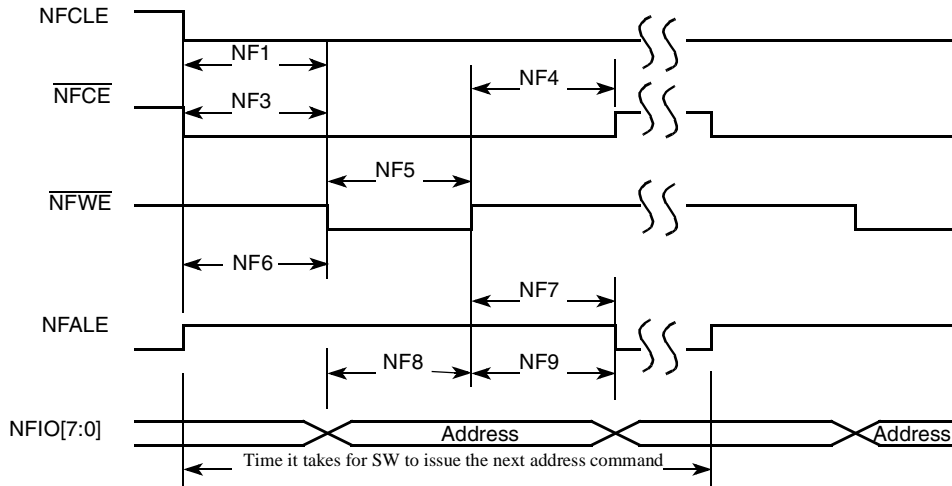 NFCLE
NF1
NFCE
NF3
NF4
NF5
NFWE
NF6
NF7
NFALE
NF8
NF9
NFIO[7:0]
Address
Address
Time it takes for SW to issue the next address command